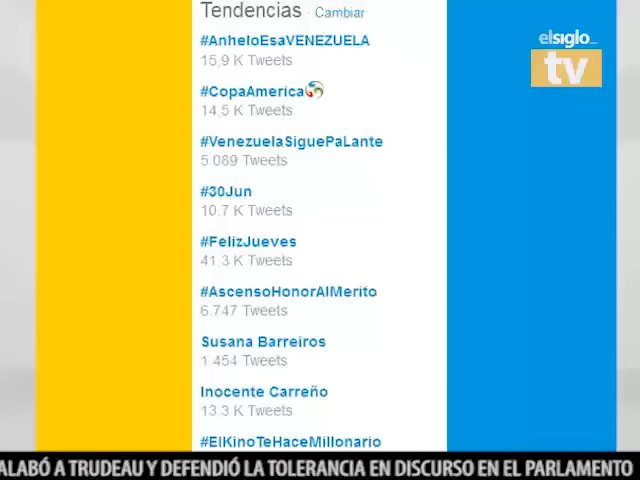 Tendencias · Cambiar
#AnheloEsaVENEZUELA
15,9 K Tweets
#CopaAmerica
14,5 K Tweets
#VenezuelaSiguePaLante
5.069 Tweets
#30Jun
10.7 K Tweets
#FelizJueves
41.3 K Tweets
#AscensoHonorAlMerito
6.747 Tweets
Susana Barreiros
1.454 Tweets
Inocente Carreño
13.3 K Tweets
#ElKinoTeHaceMillonario
elsiglo
tv
ALABÓ A TRUDEAU Y DEFENDIÓ LA TOLERANCIA EN DISCURSO EN EL PARLAMENTO